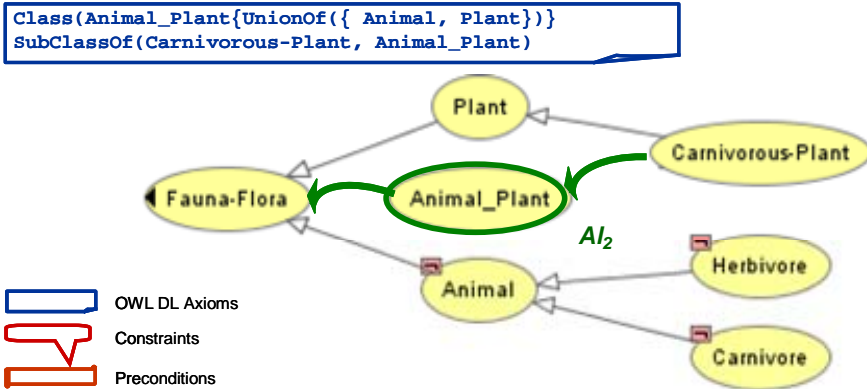 Class(Animal_Plant{UnionOf({ Animal, Plant})}
SubClassOf(Carnivorous-Plant, Animal_Plant)
Plant
Carnivorous-Plant
Fauna-Flora
Animal_Plant
AI₂
Herbivore
Animal
OWL DL Axioms
Constraints
Carnivore
Preconditions